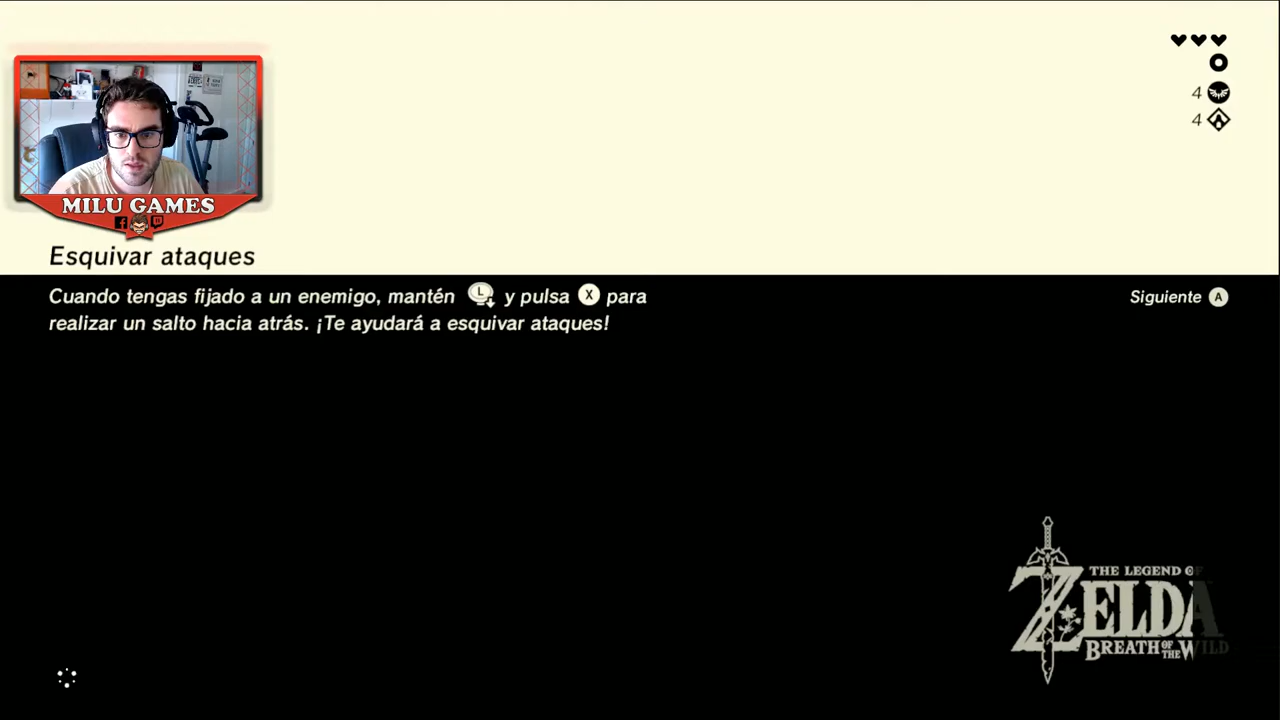 4
4
MILU GAMES
Esquivar ataques
Cuando tengas fijado a un enemigo, mantén L y pulsa X para
realizar un salto hacia atrás. ¡Te ayudará a esquivar ataques!
Siguiente A
THE LEGEND OF
ZELDA
BREATH OF THE WILD